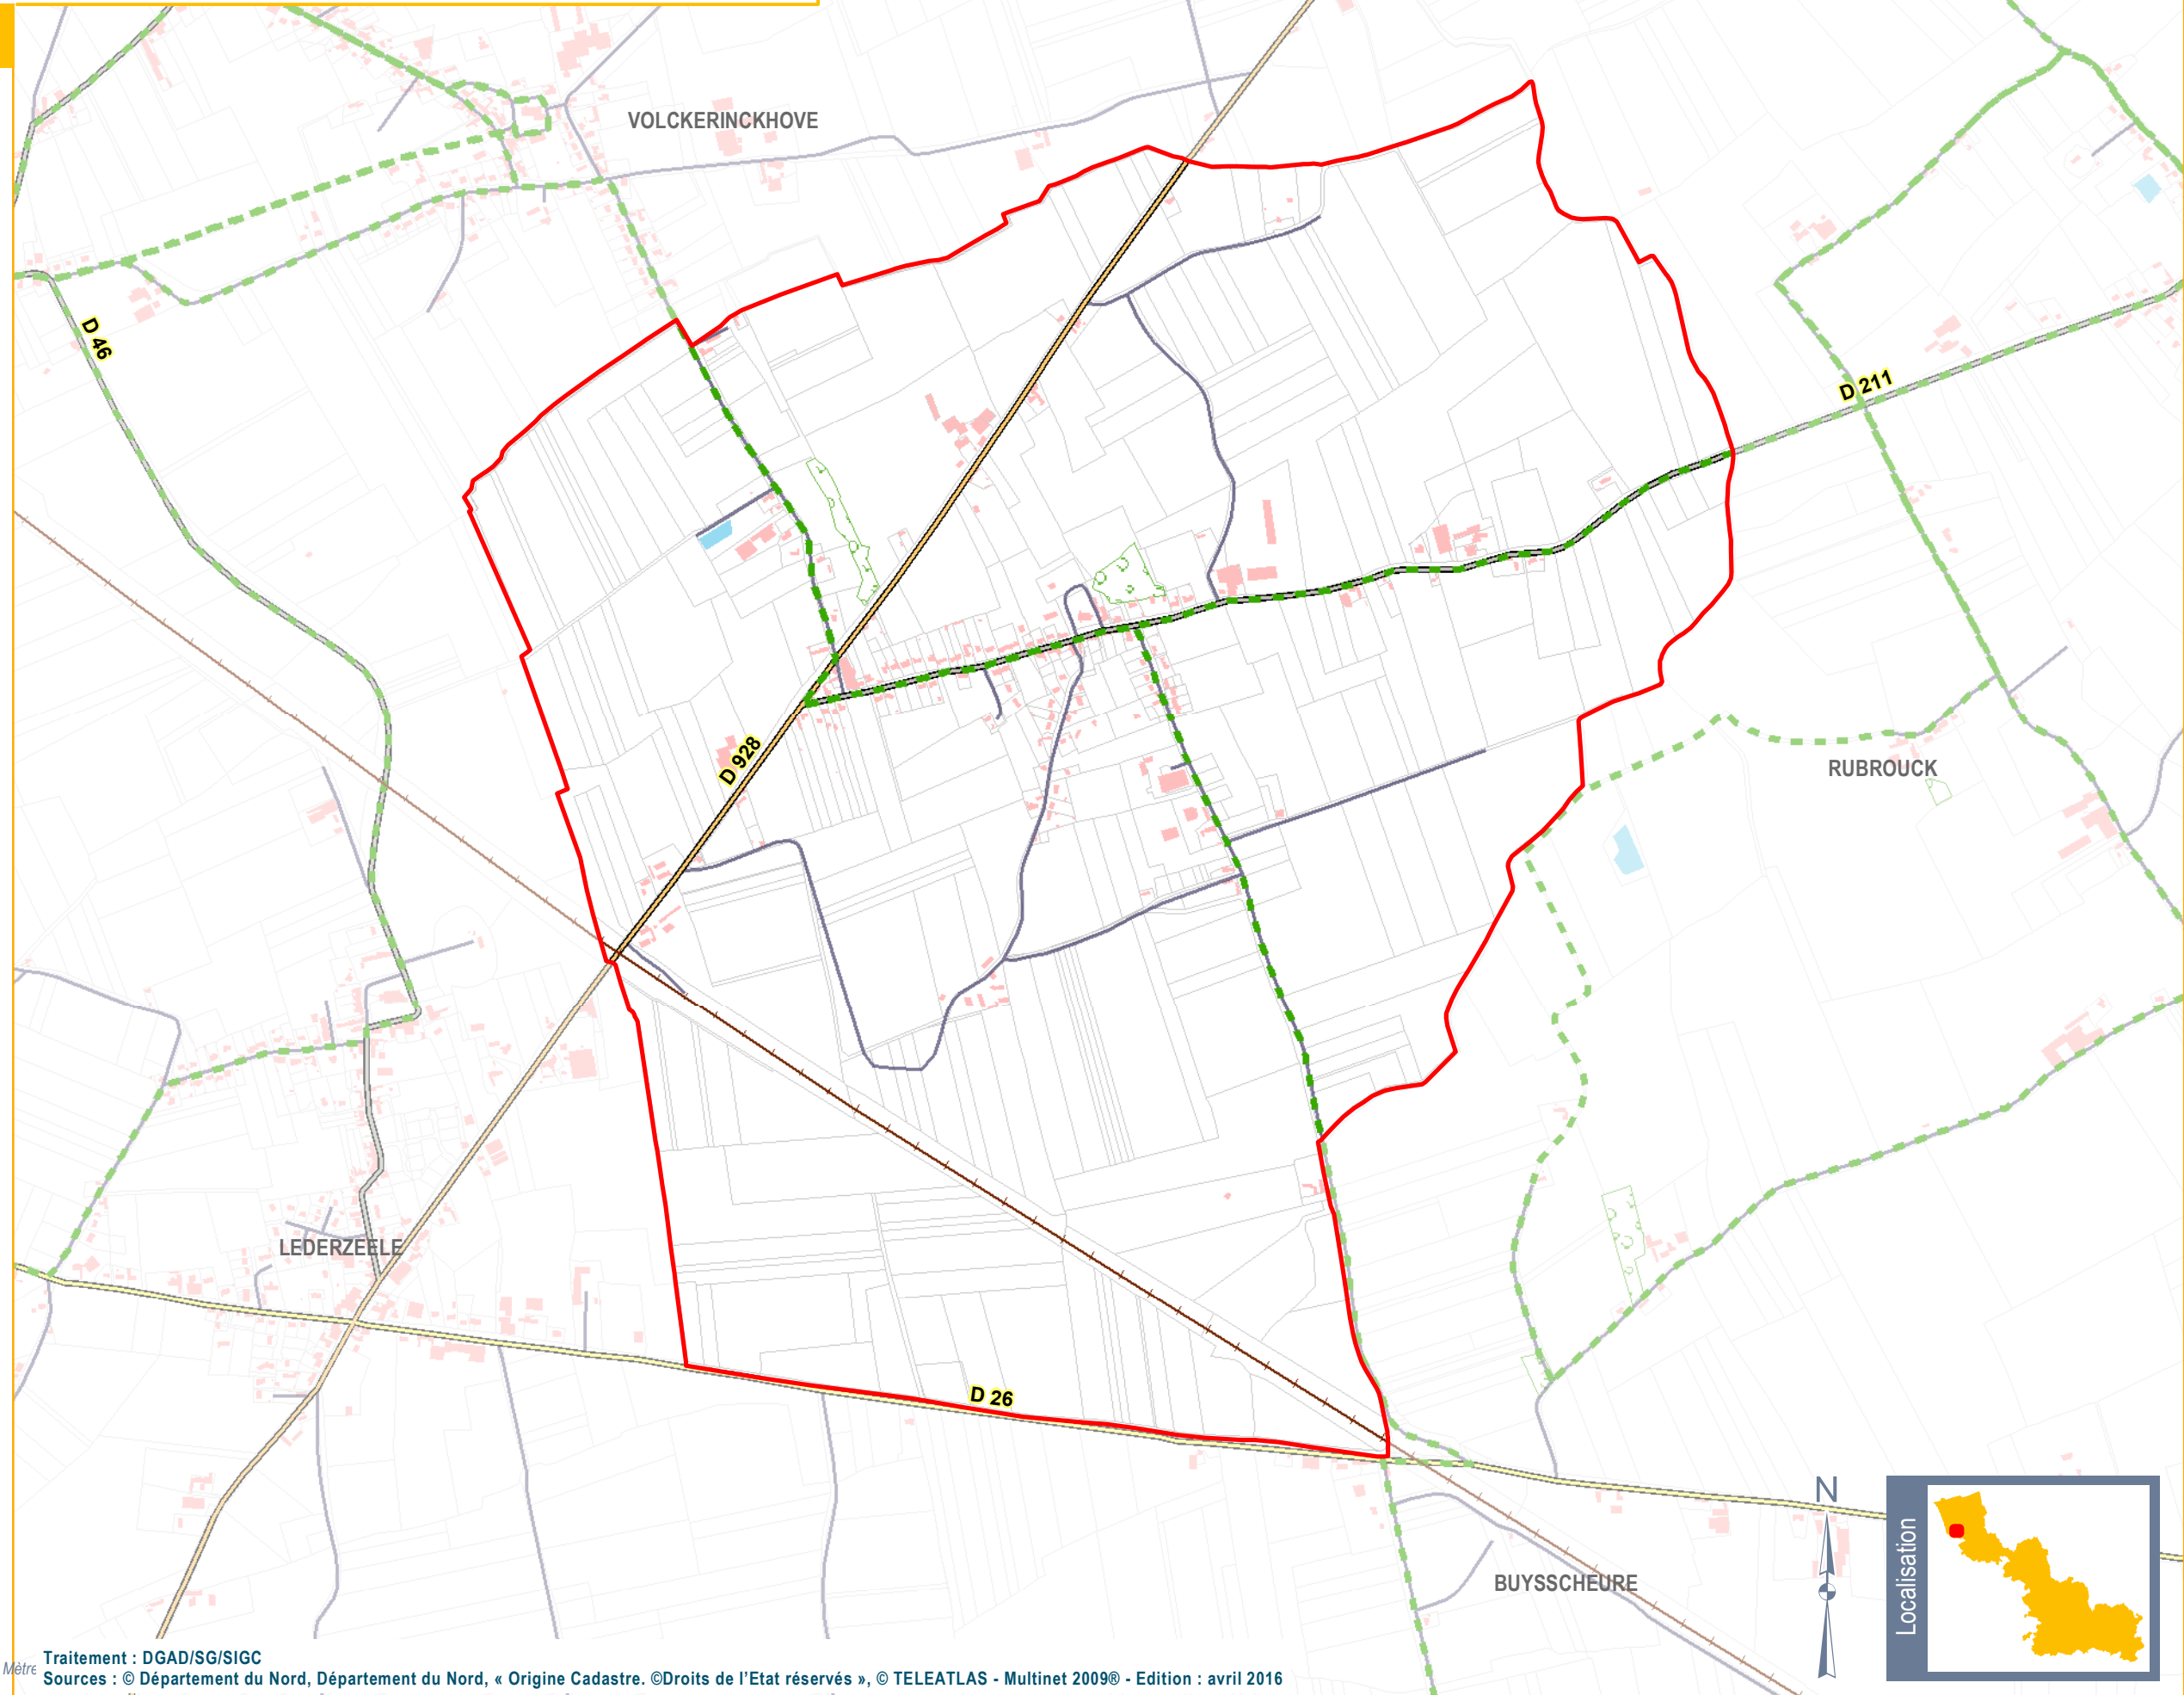 VOLCKERINCKHOVE
D 46
D 211
D 928
RUBROUCK
LEDERZEELE
D 26
N
Localisation
BUYSSCHEURE
Traitement : DGAD/SG/SIGC
Mètre
Sources : © Département du Nord, Département du Nord, « Origine Cadastre. ©Droits de l'Etat réservés », © TELEATLAS - Multinet 2009® - Edition : avril 2016